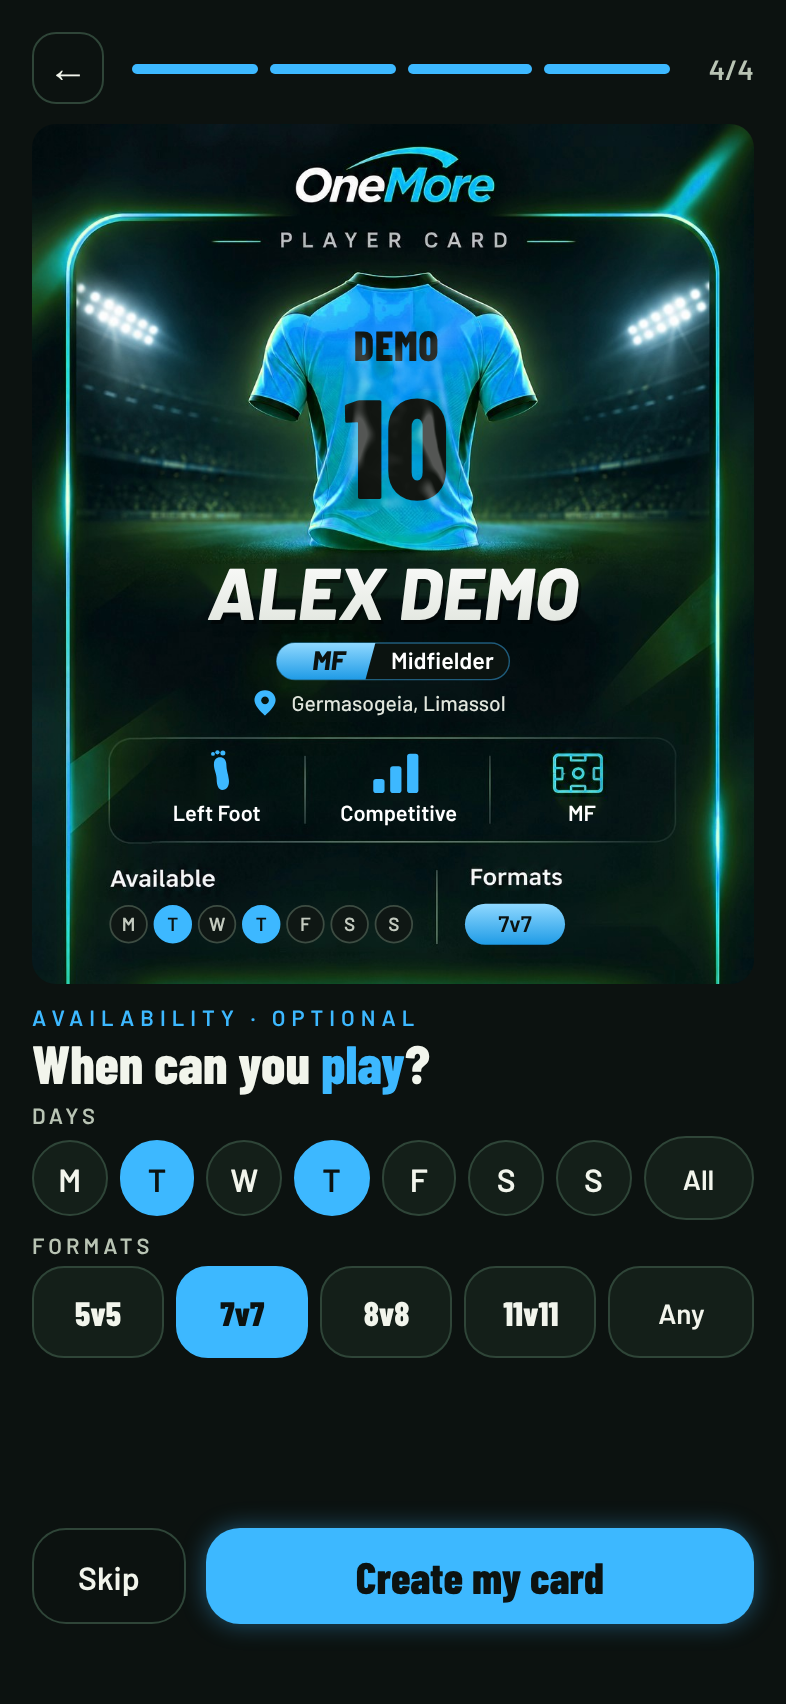 ← 4/4
OneMore
PLAYER CARD
DEMO
10
ALEX DEMO
MF Midfielder
Germasogeia, Limassol
Left Foot Competitive MF
Available Formats
M T W T F S S 7v7
AVAILABILITY · OPTIONAL
When can you play?
DAYS
M T W T F S S All
FORMATS
5v5 7v7 8v8 11v11 Any
Skip Create my card